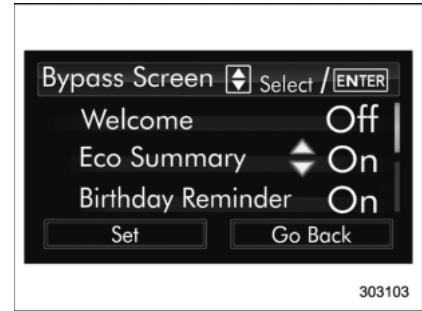 Bypass Screen Select / ENTER
Welcome Off
Eco Summary On
Birthday Reminder On
Set Go Back
303103